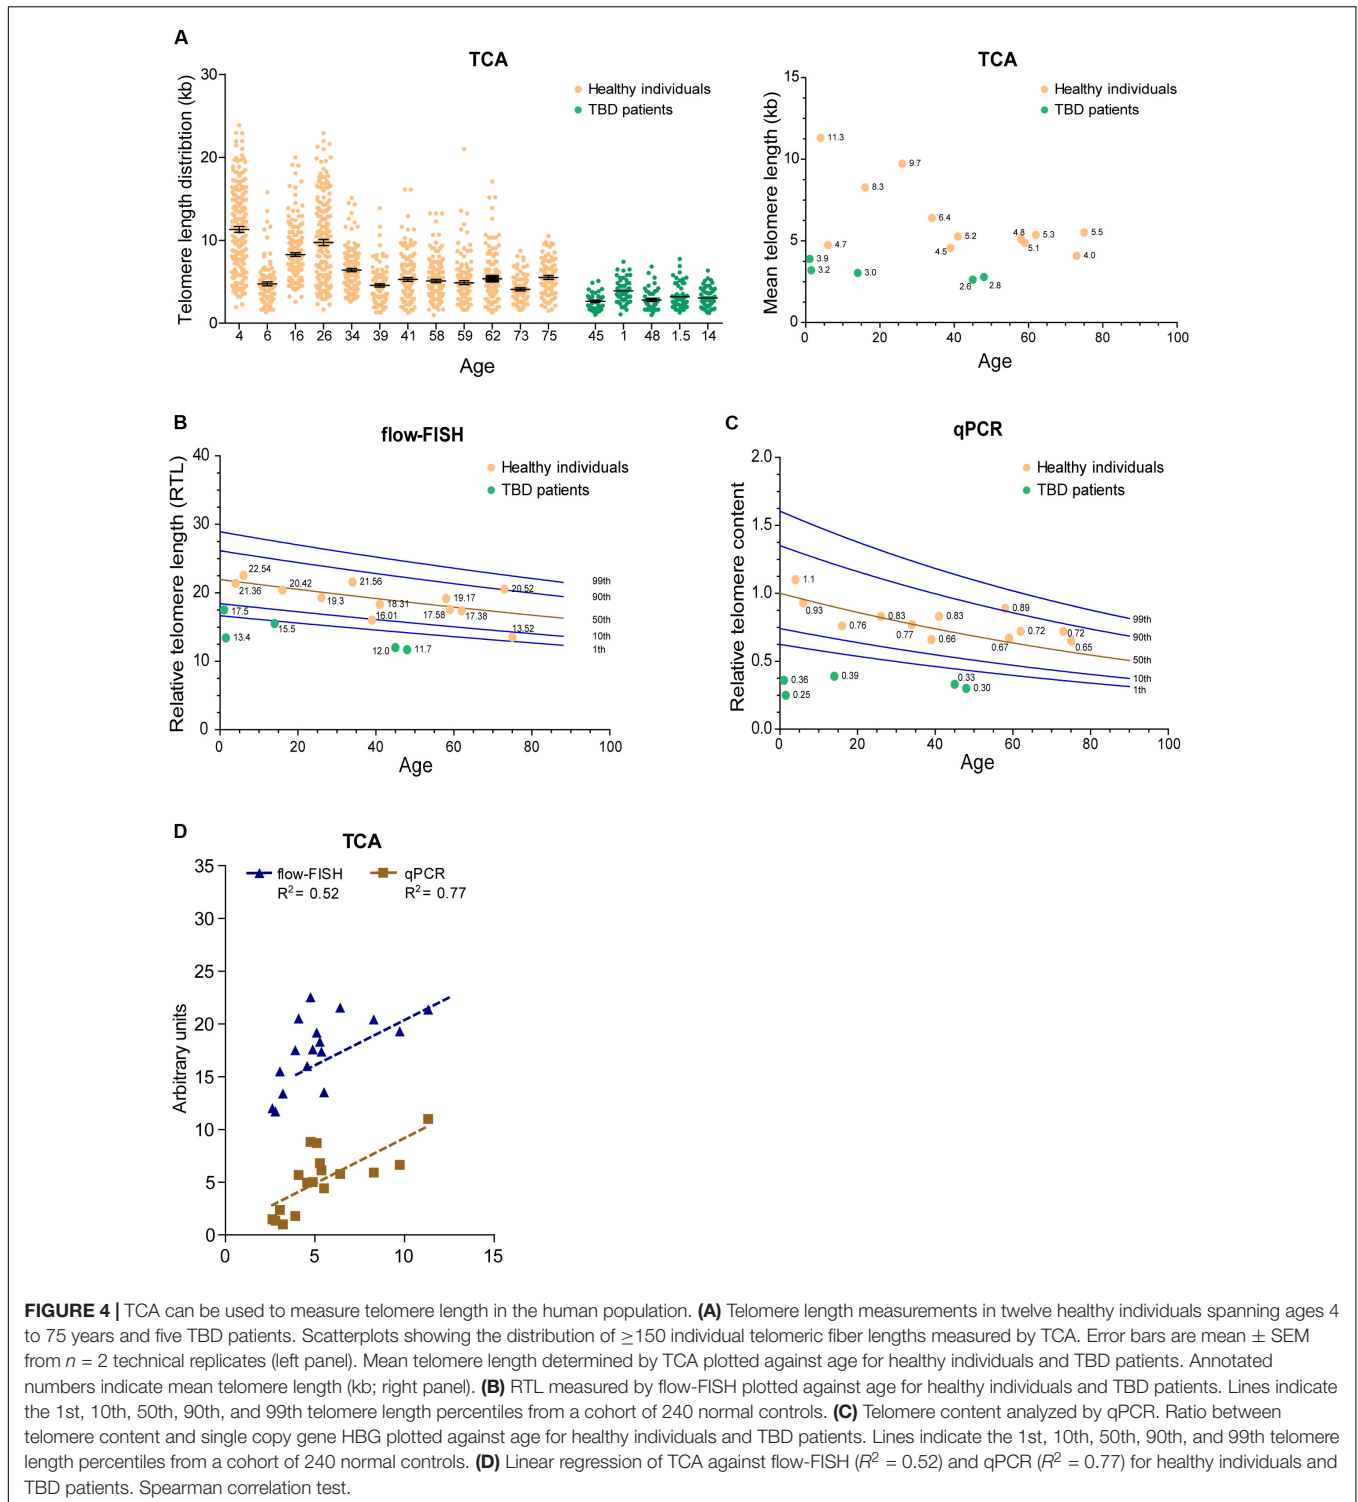 A
TCA
Telomere length distribtion (kb)
30
20
10
0
Healthy individuals
TBD patients
4 6 16 26 34 39 41 58 59 62 73 75 45 1 48 1.5 14
Age
TCA
Mean telomere length (kb)
15
10
5
0
Healthy individuals
TBD patients
11.3
9.7
8.3
6.4
4.7
5.2
4.5
4.8
5.3
5.1
5.5
4.0
3.9
3.2
3.0
2.6
2.8
0 20 40 60 80 100
Age
B
flow-FISH
Relative telomere length (RTL)
40
30
20
10
0
Healthy individuals
TBD patients
22.54
21.36
20.42
19.3
21.56
18.31
16.01
19.17
17.58
17.38
20.52
13.52
17.5
13.4
15.5
12.0
11.7
99th
90th
50th
10th
1th
0 20 40 60 80 100
Age
C
qPCR
Relative telomere content
2.0
1.5
1.0
0.5
0.0
Healthy individuals
TBD patients
1.1
0.93
0.76
0.83
0.77
0.83
0.66
0.89
0.67
0.72
0.72
0.65
0.36
0.25
0.39
0.33
0.30
99th
90th
50th
10th
1th
0 20 40 60 80 100
Age
D
TCA
Arbitrary units
35
30
25
20
15
10
5
0
flow-FISH qPCR
R² = 0.52 R² = 0.77
0 5 10 15
FIGURE 4 | TCA can be used to measure telomere length in the human population. (A) Telomere length measurements in twelve healthy individuals spanning ages 4
to 75 years and five TBD patients. Scatterplots showing the distribution of ≥150 individual telomeric fiber lengths measured by TCA. Error bars are mean ± SEM
from n = 2 technical replicates (left panel). Mean telomere length determined by TCA plotted against age for healthy individuals and TBD patients. Annotated
numbers indicate mean telomere length (kb; right panel). (B) RTL measured by flow-FISH plotted against age for healthy individuals and TBD patients. Lines indicate
the 1st, 10th, 50th, 90th, and 99th telomere length percentiles from a cohort of 240 normal controls. (C) Telomere content analyzed by qPCR. Ratio between
telomere content and single copy gene HBG plotted against age for healthy individuals and TBD patients. Lines indicate the 1st, 10th, 50th, 90th, and 99th telomere
length percentiles from a cohort of 240 normal controls. (D) Linear regression of TCA against flow-FISH (R² = 0.52) and qPCR (R² = 0.77) for healthy individuals and
TBD patients. Spearman correlation test.